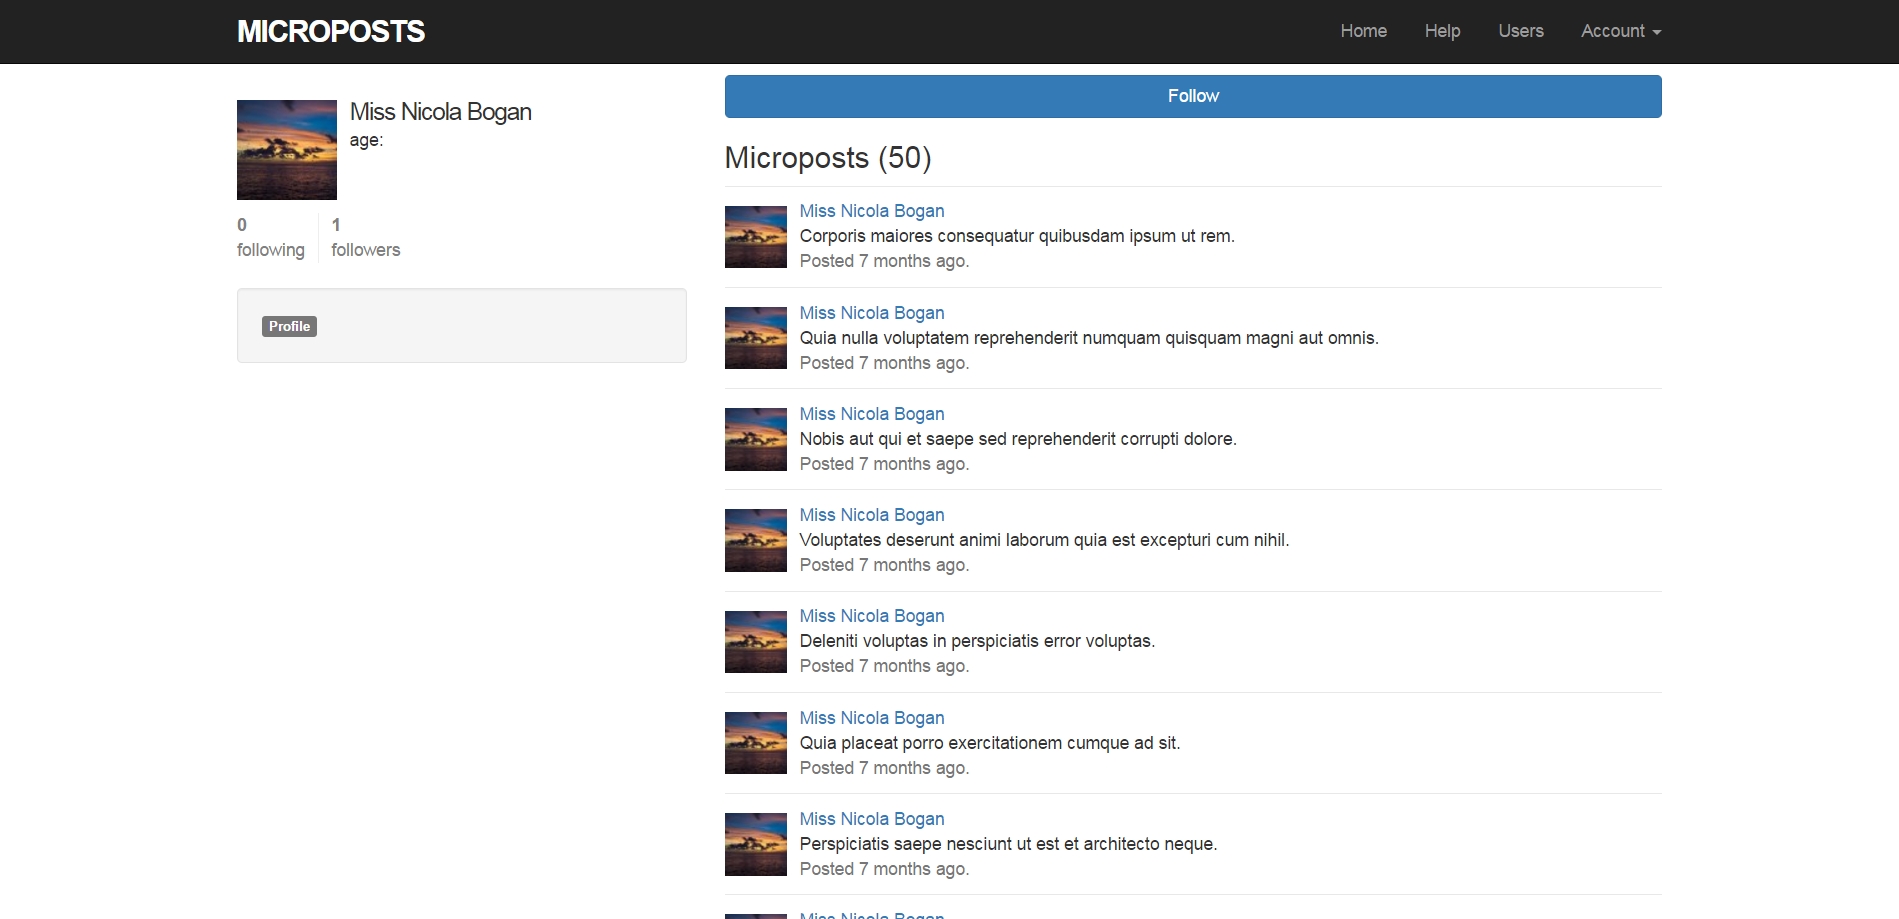 MICROPOSTS
Home
Help
Users
Account
Miss Nicola Bogan
age:
0
following
1
followers
Profile
Follow
Microposts (50)
Miss Nicola Bogan
Corporis maiores consequatur quibusdam ipsum ut rem.
Posted 7 months ago.
Miss Nicola Bogan
Quia nulla voluptatem reprehenderit numquam quisquam magni aut omnis.
Posted 7 months ago.
Miss Nicola Bogan
Nobis aut qui et saepe sed reprehenderit corrupti dolore.
Posted 7 months ago.
Miss Nicola Bogan
Voluptates deserunt animi laborum quia est excepturi cum nihil.
Posted 7 months ago.
Miss Nicola Bogan
Deleniti voluptas in perspiciatis error voluptas.
Posted 7 months ago.
Miss Nicola Bogan
Quia placeat porro exercitationem cumque ad sit.
Posted 7 months ago.
Miss Nicola Bogan
Perspiciatis saepe nesciunt ut est et architecto neque.
Posted 7 months ago.
Miss Nicola Bogan